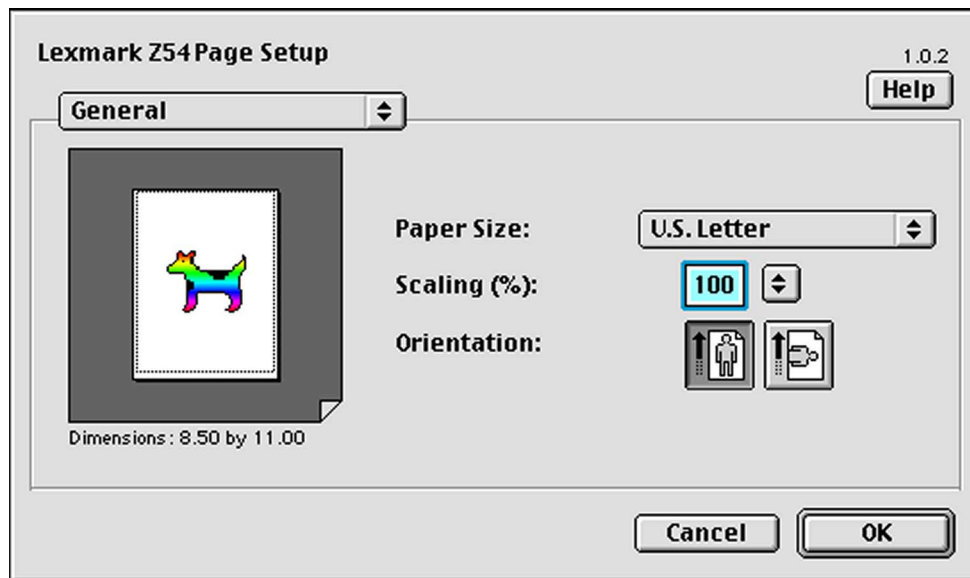 Lexmark Z54 Page Setup
1.0.2
Help
General
Paper Size: U.S. Letter
Scaling (%): 100
Orientation:
Dimensions: 8.50 by 11.00
Cancel OK